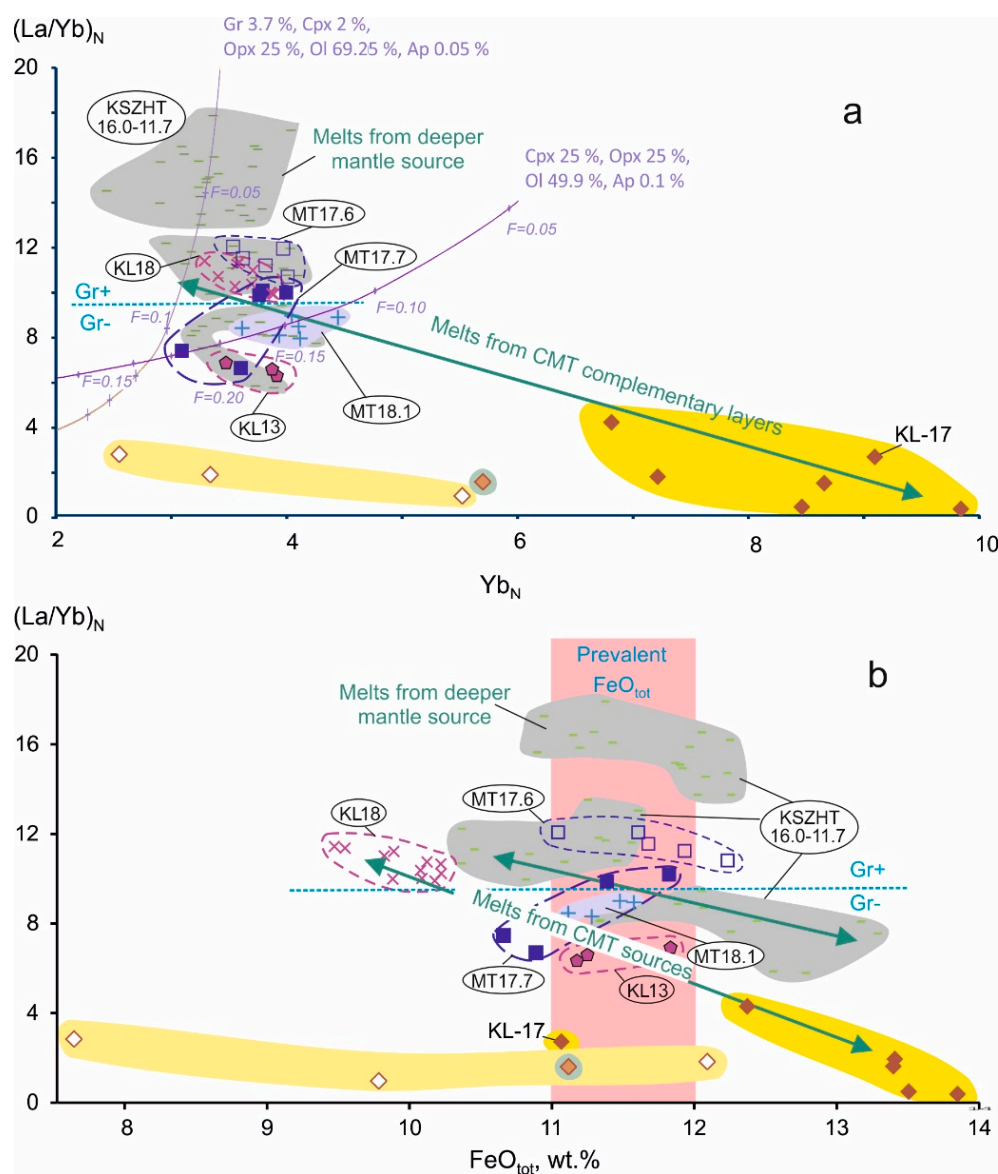 (La/Yb)N
Gr 3.7 %, Cpx 2 %,
Opx 25 %, Ol 69.25 %, Ap 0.05 %
20
a
KSZHT
16.0-11.7
Melts from deeper
mantle source
16
Cpx 25 %, Opx 25 %,
Ol 49.9 %, Ap 0.1 %
F=0.05
MT17.6
F=0.05
12
KL18
MT17.7
Gr+
Gr-
F=0.1
F=0.10
8
Melts from CMT complementary layers
F=0.15
F=0.15
F=0.20
MT18.1
KL13
4
KL-17
0
2
4
6
8
10
YbN
(La/Yb)N
20
Prevalent
FeOtot
b
Melts from deeper
mantle source
16
MT17.6
KL18
KSZHT
16.0-11.7
12
Gr+
Gr-
8
Melts from CMT sources
MT18.1
MT17.7
KL13
4
KL-17
0
8
9
10
11
12
13
14
FeOtot, wt.%